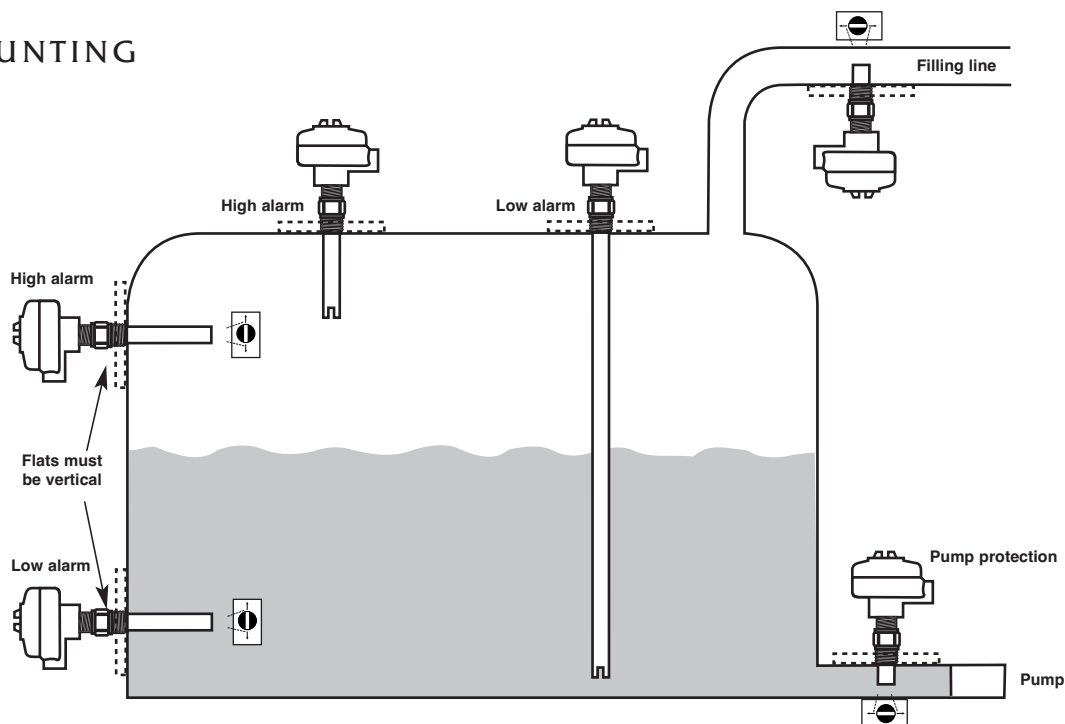 UNTING
Filling line
High alarm
Low alarm
High alarm
Flats must
be vertical
Low alarm
Pump protection
Pump